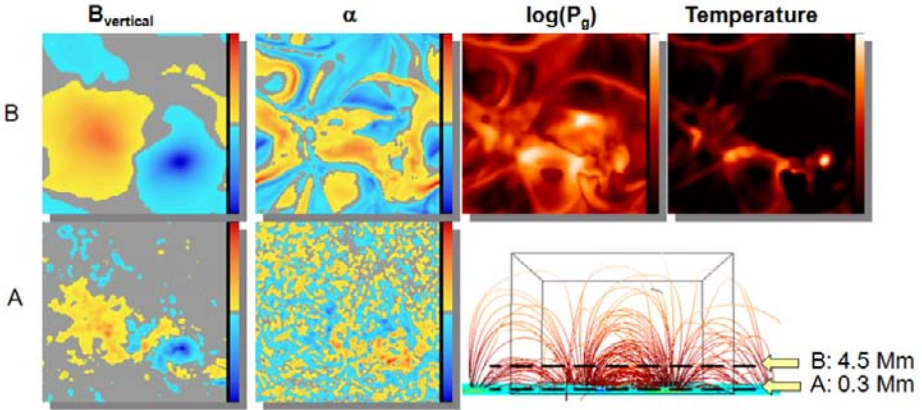 B_vertical α log(P_g) Temperature
B
A
B: 4.5 Mm
A: 0.3 Mm